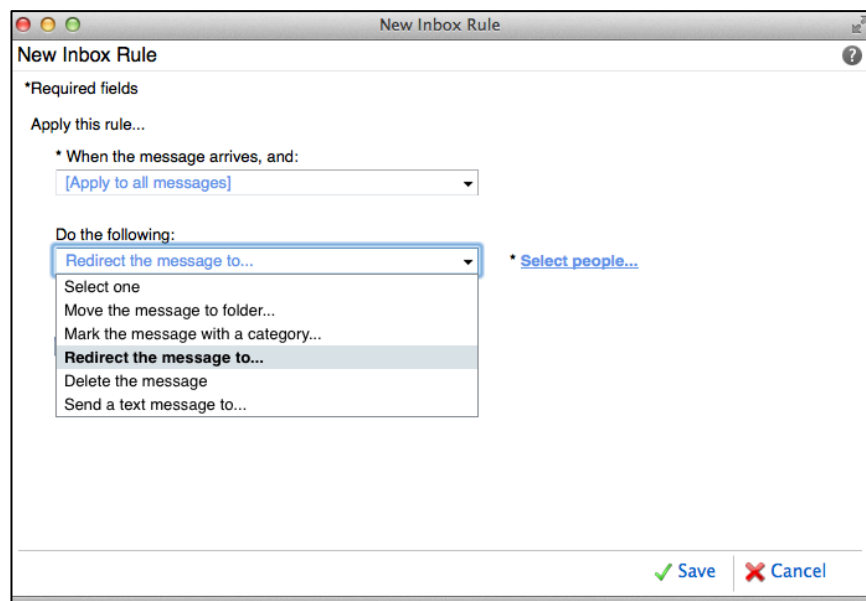 New Inbox Rule
New Inbox Rule
*Required fields
Apply this rule...
* When the message arrives, and:
[Apply to all messages]
Do the following:
Redirect the message to... * Select people...
Select one
Move the message to folder...
Mark the message with a category...
Redirect the message to...
Delete the message
Send a text message to...
Save Cancel